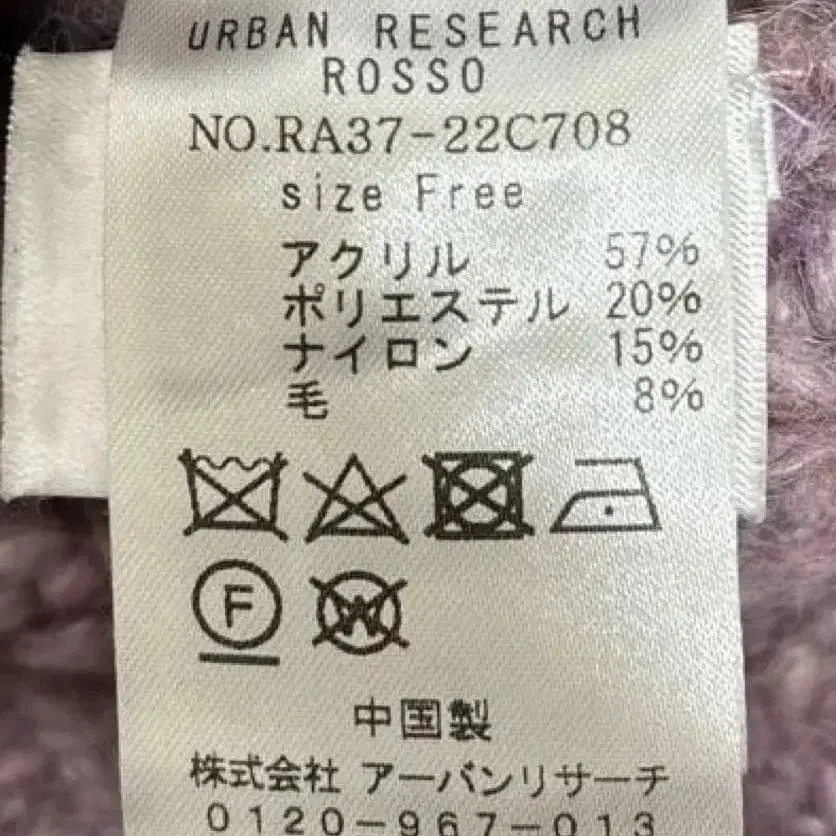 URBAN RESEARCH
ROSSO
NO.RA37-22C708
size Free
アクリル 57%
ポリエステル 20%
ナイロン 15%
毛 8%
F W
中国製
株式会社 アーバンリサーチ
0120-967-013